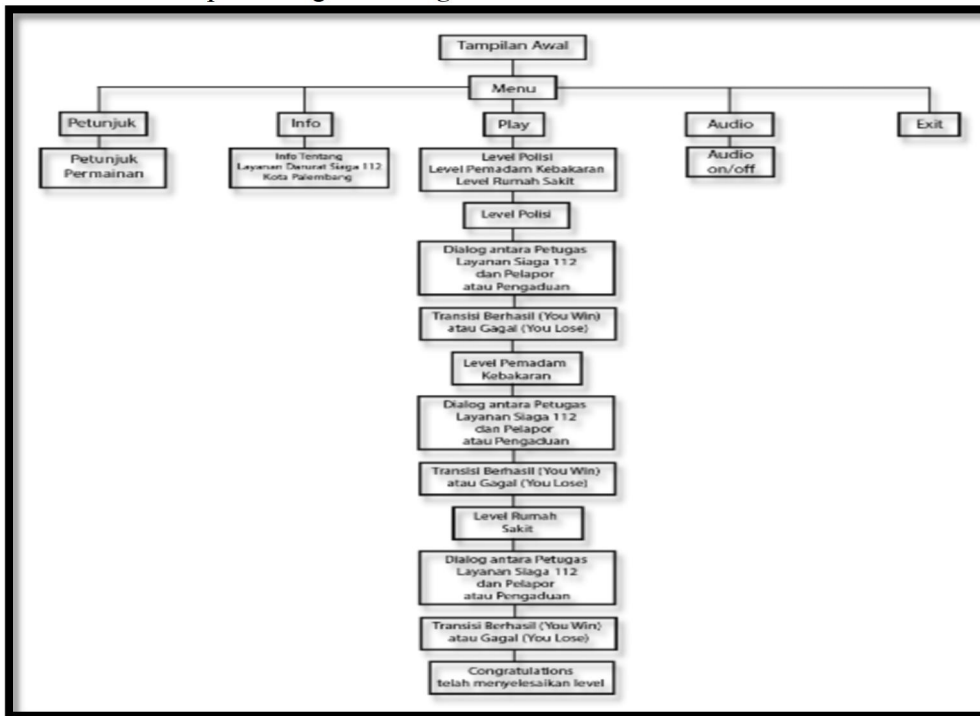 Tampilan Awal
Menu
Petunjuk
Info
Play
Audio
Exit
Petunjuk
Permainan
Info Tentang
Layanan Darurat Siaga 112
Kota Palembang
Level Polisi
Level Pemadam Kebakaran
Level Rumah Sakit
Audio
on/off
Level Polisi
Dialog antara Petugas
Layanan Siaga 112
dan Pelapor
atau Pengaduan
Transisi Berhasil (You Win)
atau Gagal (You Lose)
Level Pemadam
Kebakaran
Dialog antara Petugas
Layanan Siaga 112
dan Pelapor
atau Pengaduan
Transisi Berhasil (You Win)
atau Gagal (You Lose)
Level Rumah
Sakit
Dialog antara Petugas
Layanan Siaga 112
dan Pelapor
atau Pengaduan
Transisi Berhasil (You Win)
atau Gagal (You Lose)
Congratulations
telah menyelesaikan level